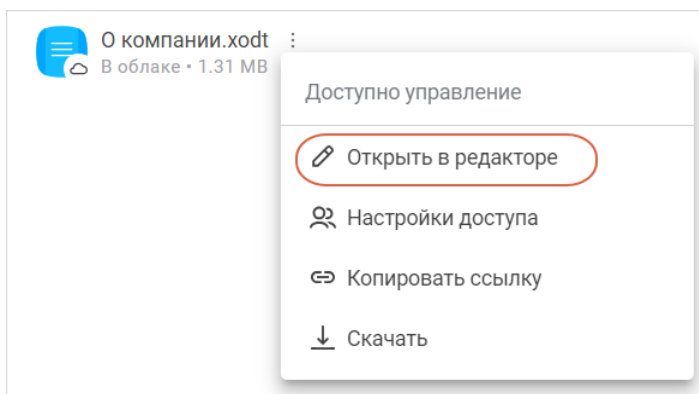 О компании.xodt
В облаке • 1.31 MB
Доступно управление
Открыть в редакторе
Настройки доступа
Копировать ссылку
Скачать